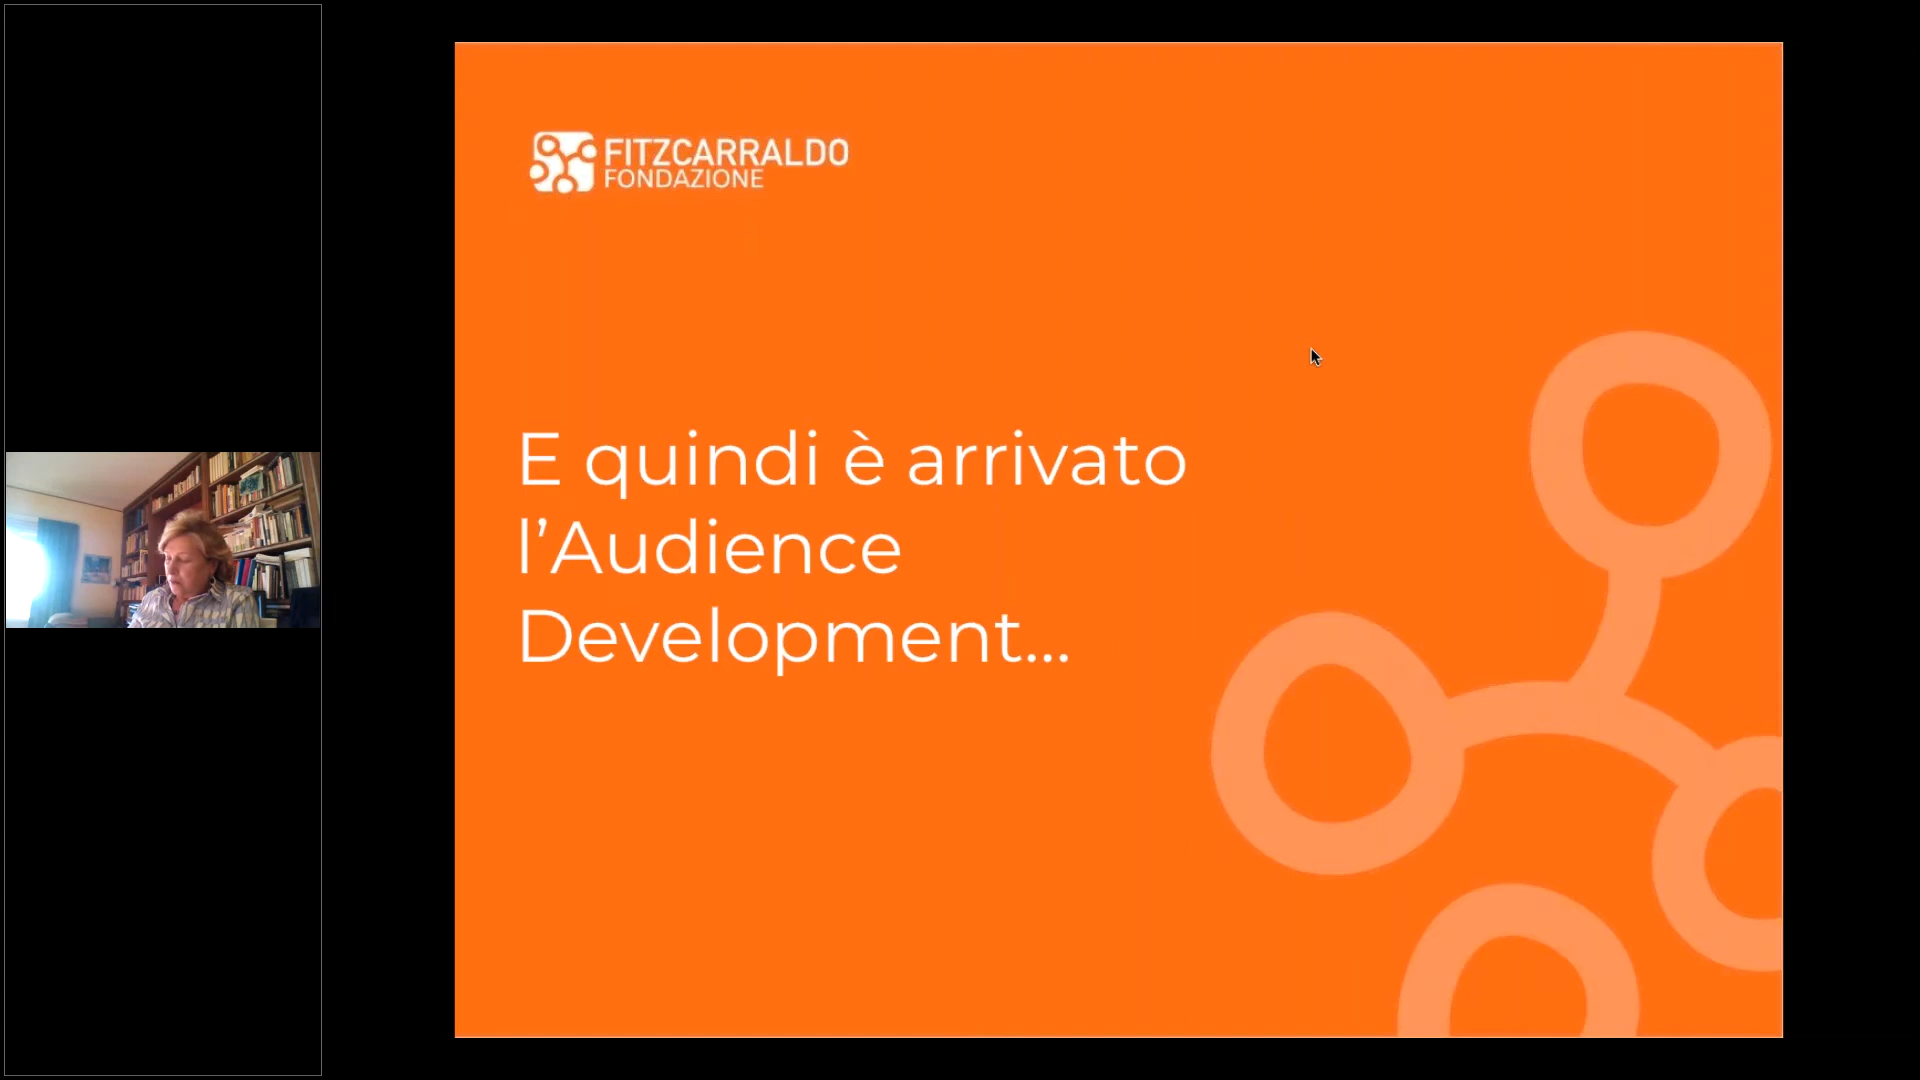 FITZCARRALDO
FONDAZIONE
E quindi è arrivato
l’Audience
Development...